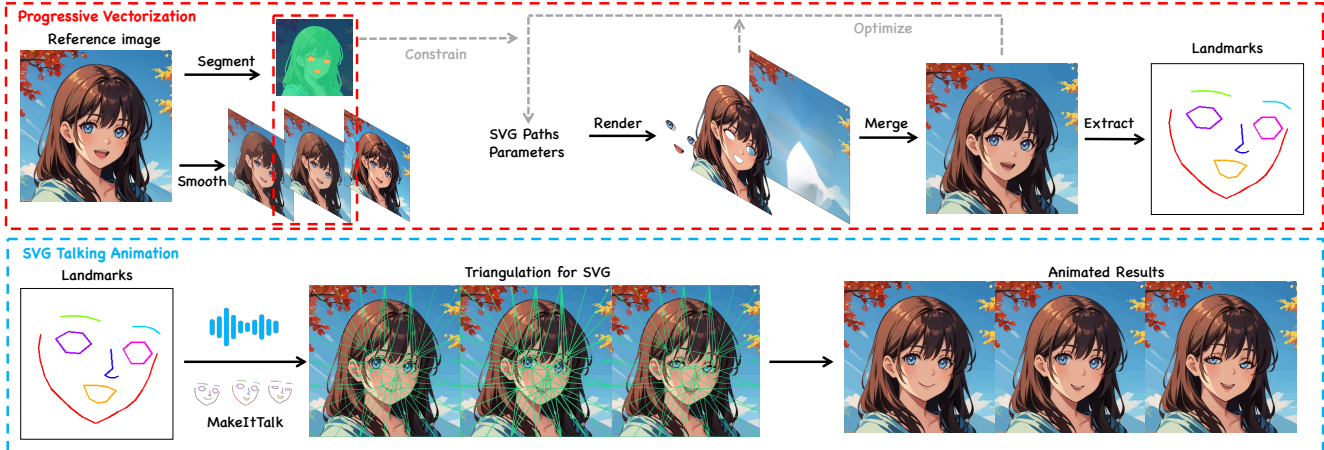 Progressive Vectorization
Reference image
Segment
Smooth
Constrain
Optimize
SVG Paths
Parameters
Render
Merge
Extract
Landmarks
SVG Talking Animation
Landmarks
MakeItTalk
Triangulation for SVG
Animated Results